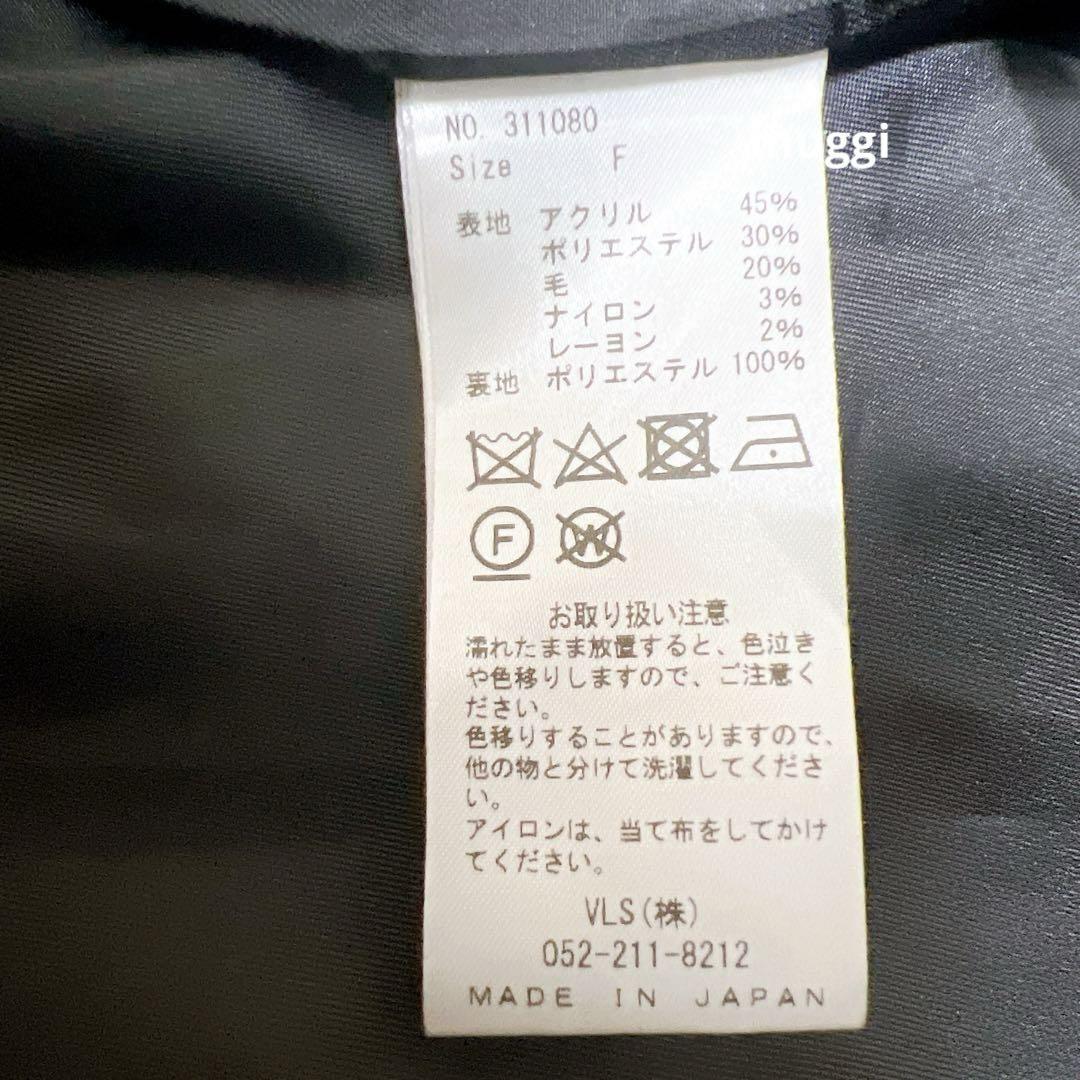 NO. 311080
Size F
表地 アクリル 45%
ポリエステル 30%
毛 20%
ナイロン 3%
レーヨン 2%
裏地 ポリエステル 100%
F
W
お取り扱い注意
濡れたまま放置すると、色泣き
や色移りしますので、ご注意く
ださい。
色移りすることがありますので、
他の物と分けて洗濯してくださ
い。
アイロンは、当て布をしてかけ
てください。
VLS(株)
052-211-8212
MADE IN JAPAN